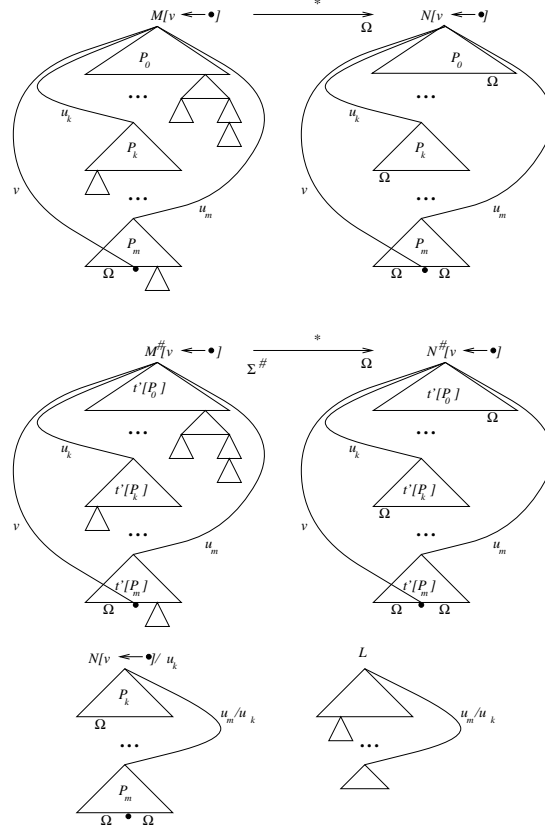 M[v ← •] * Ω N[v ← •]
P0 P0
Ω
... ...
uk uk
Pk Pk
Ω
v ... v ...
um um
Pm Pm
Ω • Ω • Ω
M#[v ← •] * Σ# Ω N#[v ← •]
t'[P0] t'[P0]
Ω
... ...
uk uk
t'[Pk] t'[Pk]
Ω
v ... v ...
um um
t'[Pm] t'[Pm]
Ω • Ω • Ω
N[v ← •]/ uk L
Pk
um/uk um/uk
Ω
... ...
Pm
Ω • Ω